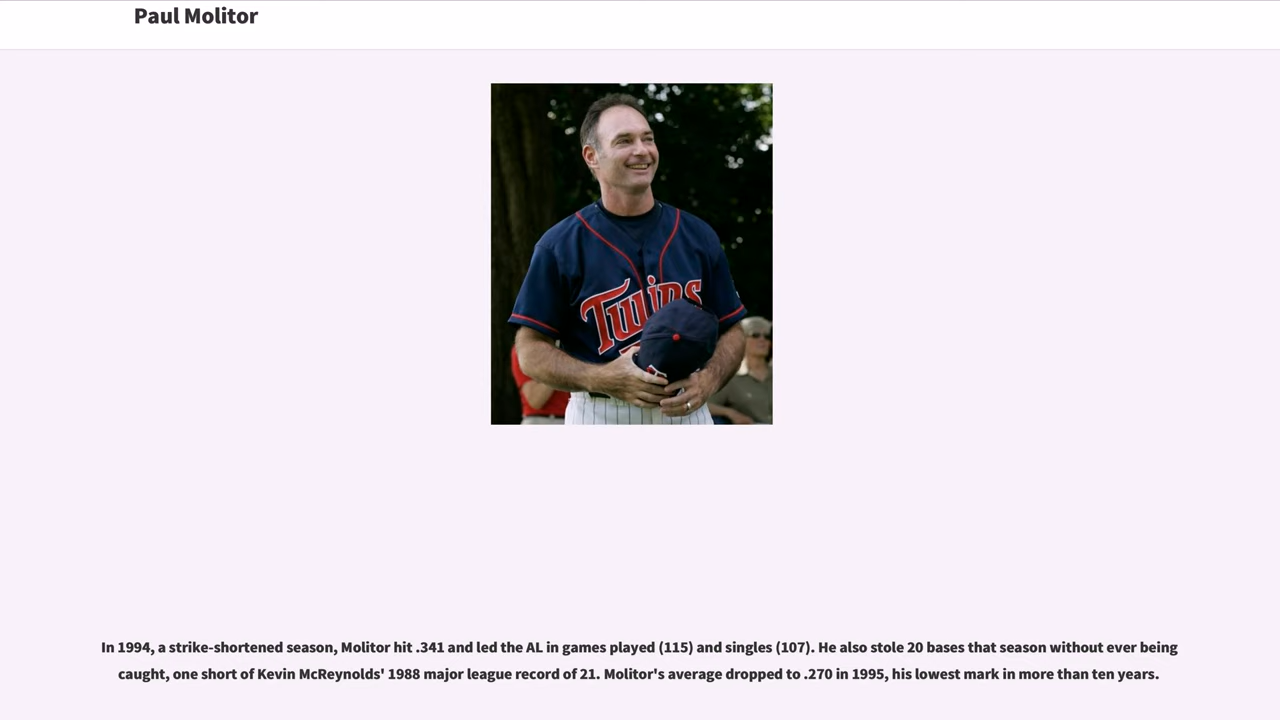 Paul Molitor
Twins
In 1994, a strike-shortened season, Molitor hit .341 and led the AL in games played (115) and singles (107). He also stole 20 bases that season without ever being
caught, one short of Kevin McReynolds' 1988 major league record of 21. Molitor's average dropped to .270 in 1995, his lowest mark in more than ten years.